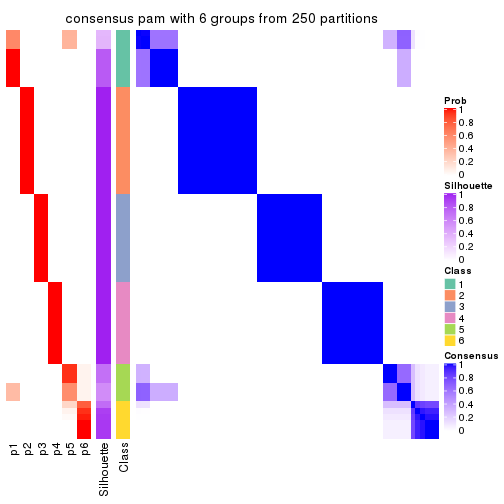 consensus pam with 6 groups from 250 partitions
Prob
1
0.8
0.6
0.4
0.2
0
Silhouette
1
0.8
0.6
0.4
0.2
0
Class
1
2
3
4
5
6
Consensus
1
0.8
0.6
0.4
0.2
0
p1
p2
p3
p4
p5
p6
Silhouette
Class